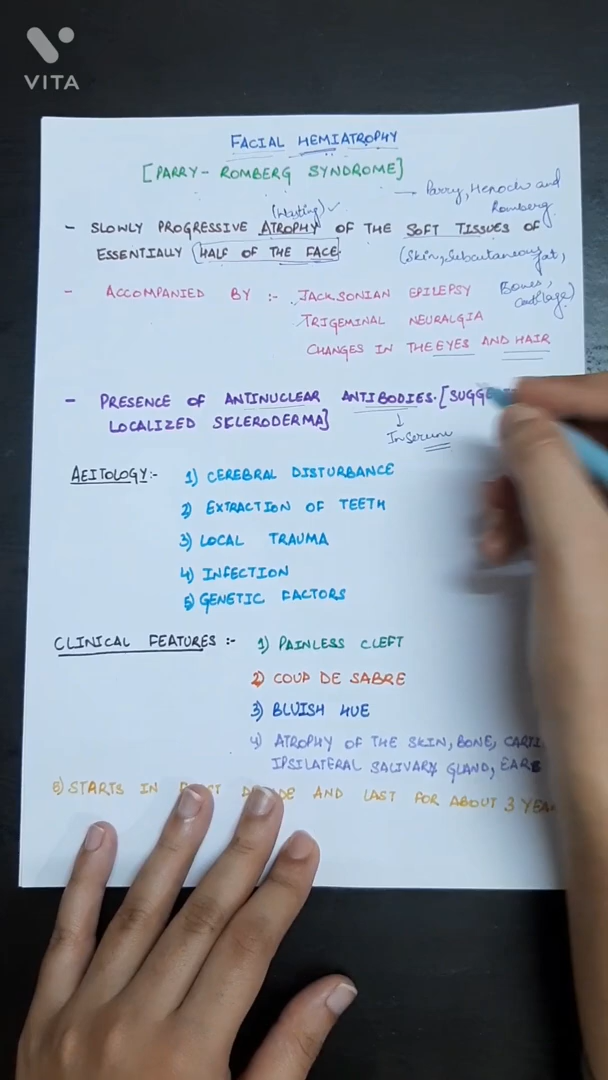 VITA
FACIAL HEMIATROPHY
[PARRY- ROMBERG SYNDROME]
→ Parry, Henoch and
Romberg
(Wasting)
- SLOWLY PROGRESSIVE ATROPHY OF THE SOFT TISSUES OF
ESSENTIALLY HALF OF THE FACE. (Skin, Subcutaneous fat,
Bones,
Cartilage)
- ACCOMPANIED BY :- JACKSONIAN EPILEPSY
TRIGEMINAL NEURALGIA
CHANGES IN THE EYES AND HAIR
- PRESENCE OF ANTINUCLEAR ANTIBODIES.[SUGGE
LOCALIZED SCLERODERMA]
In serum
AEITOLOGY:- 1) CEREBRAL DISTURBANCE
2) EXTRACTION OF TEETH
3) LOCAL TRAUMA
4) INFECTION
5) GENETIC FACTORS
CLINICAL FEATURES :- 1) PAINLESS CLEFT
2) COUP DE SABRE
3) BLUISH HUE
4) ATROPHY OF THE SKIN, BONE, CARTI
IPSILATERAL SALIVARY GLAND, EARS
5) STARTS IN AND LAST FOR ABOUT 3 YEA